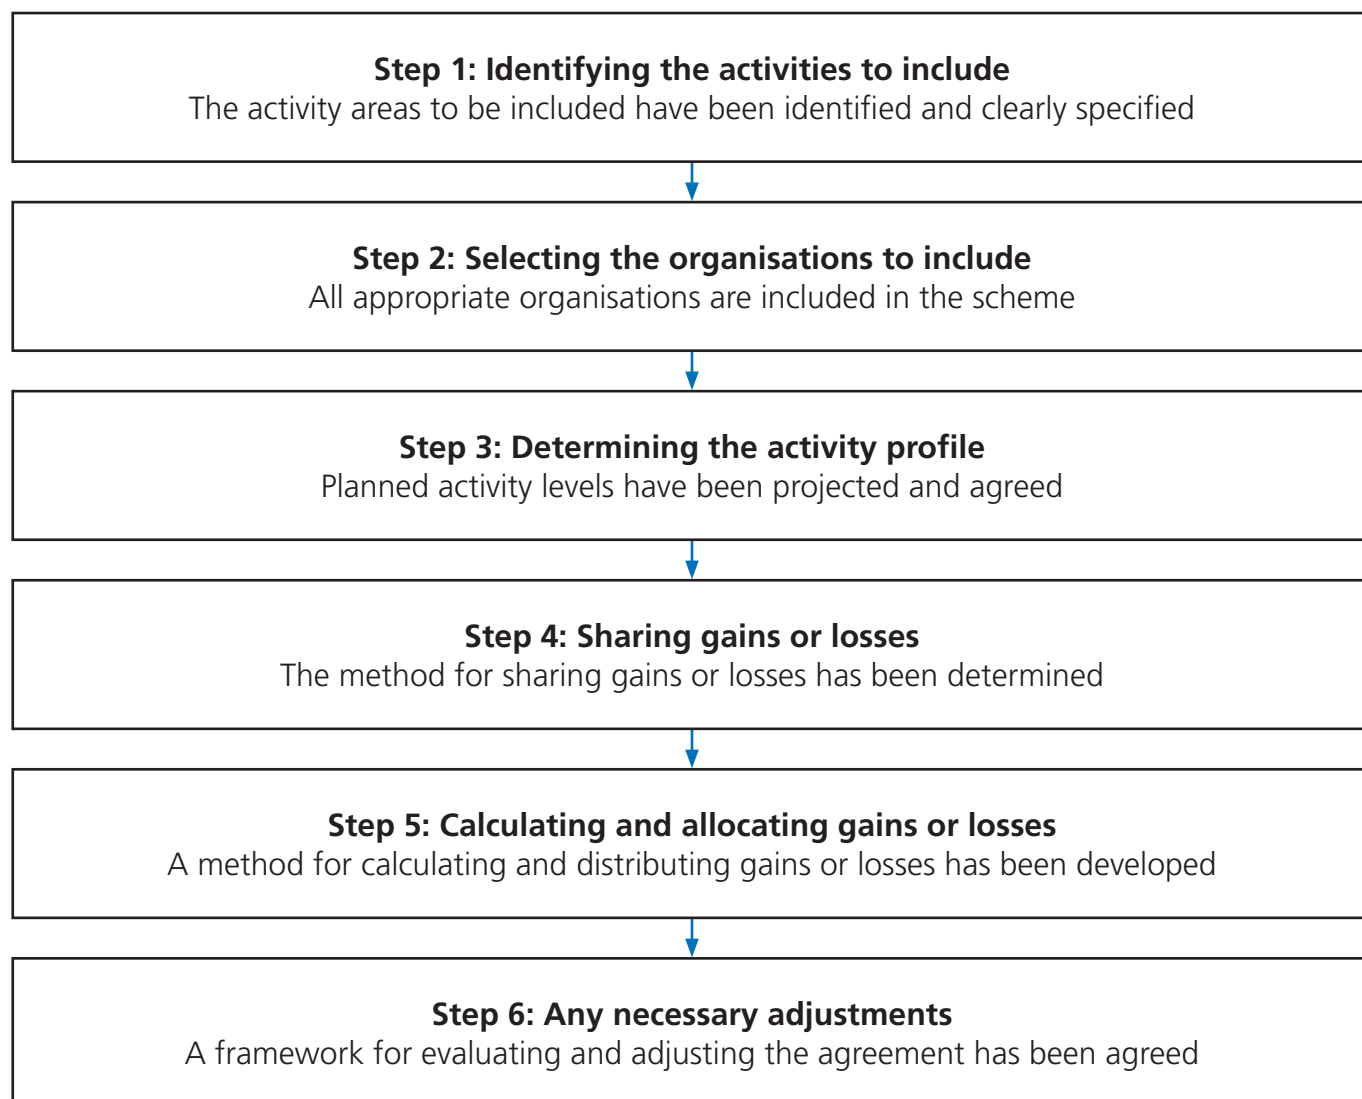 Step 1: Identifying the activities to include
The activity areas to be included have been identified and clearly specified
Step 2: Selecting the organisations to include
All appropriate organisations are included in the scheme
Step 3: Determining the activity profile
Planned activity levels have been projected and agreed
Step 4: Sharing gains or losses
The method for sharing gains or losses has been determined
Step 5: Calculating and allocating gains or losses
A method for calculating and distributing gains or losses has been developed
Step 6: Any necessary adjustments
A framework for evaluating and adjusting the agreement has been agreed